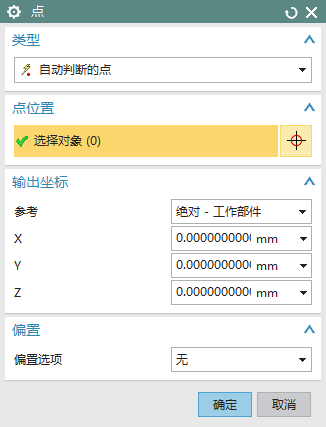 点
类型
自动判断的点
点位置
选择对象 (0)
输出坐标
参考 绝对 - 工作部件
X 0.000000000 mm
Y 0.000000000 mm
Z 0.000000000 mm
偏置
偏置选项 无
确定 取消